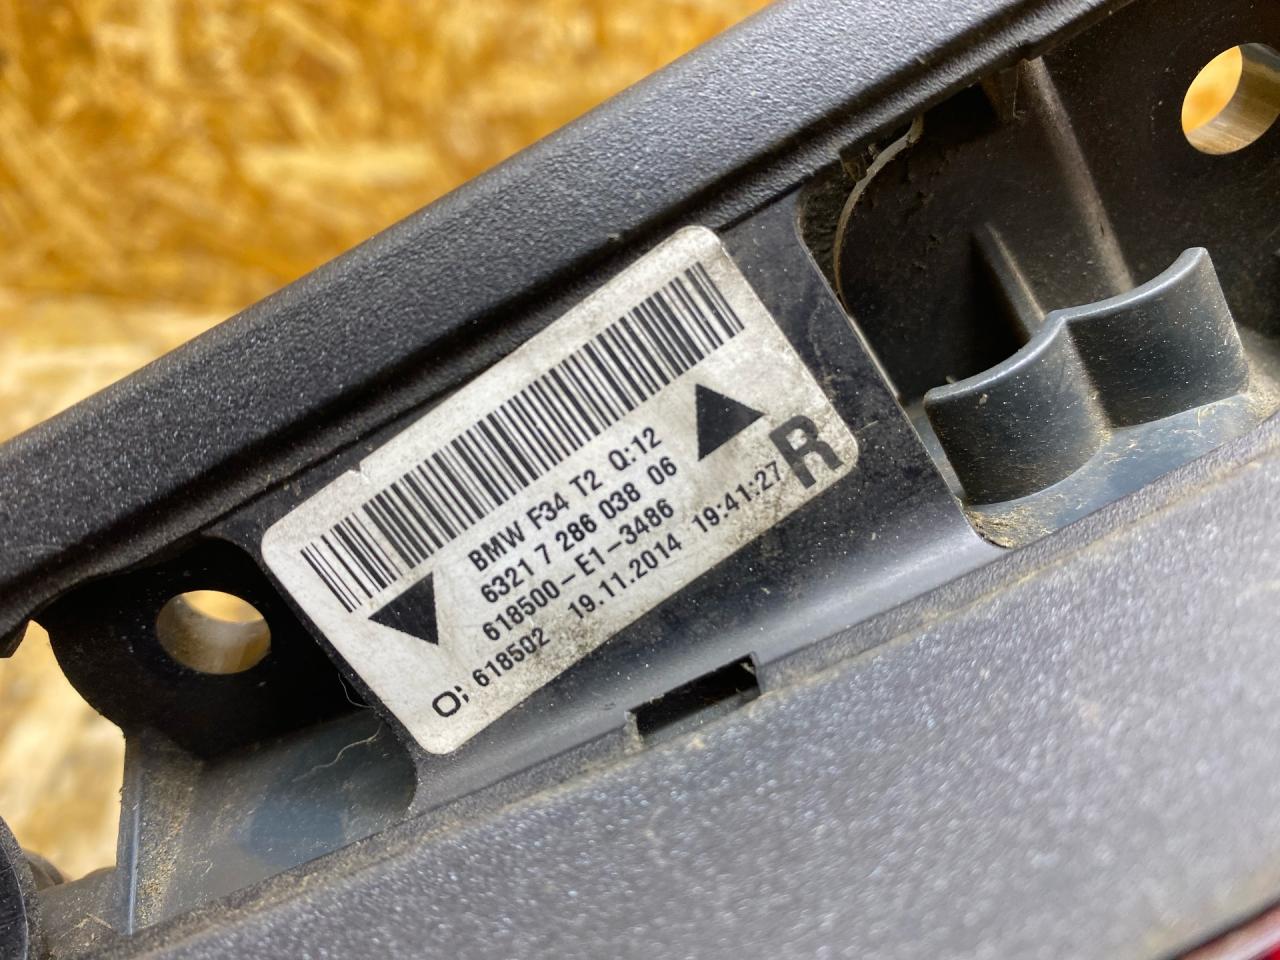 BMW F34 T2 Q:12
6321 7 286 038 06
618500-E1-3486
O; 618502 19.11.2014 19:41:27 R